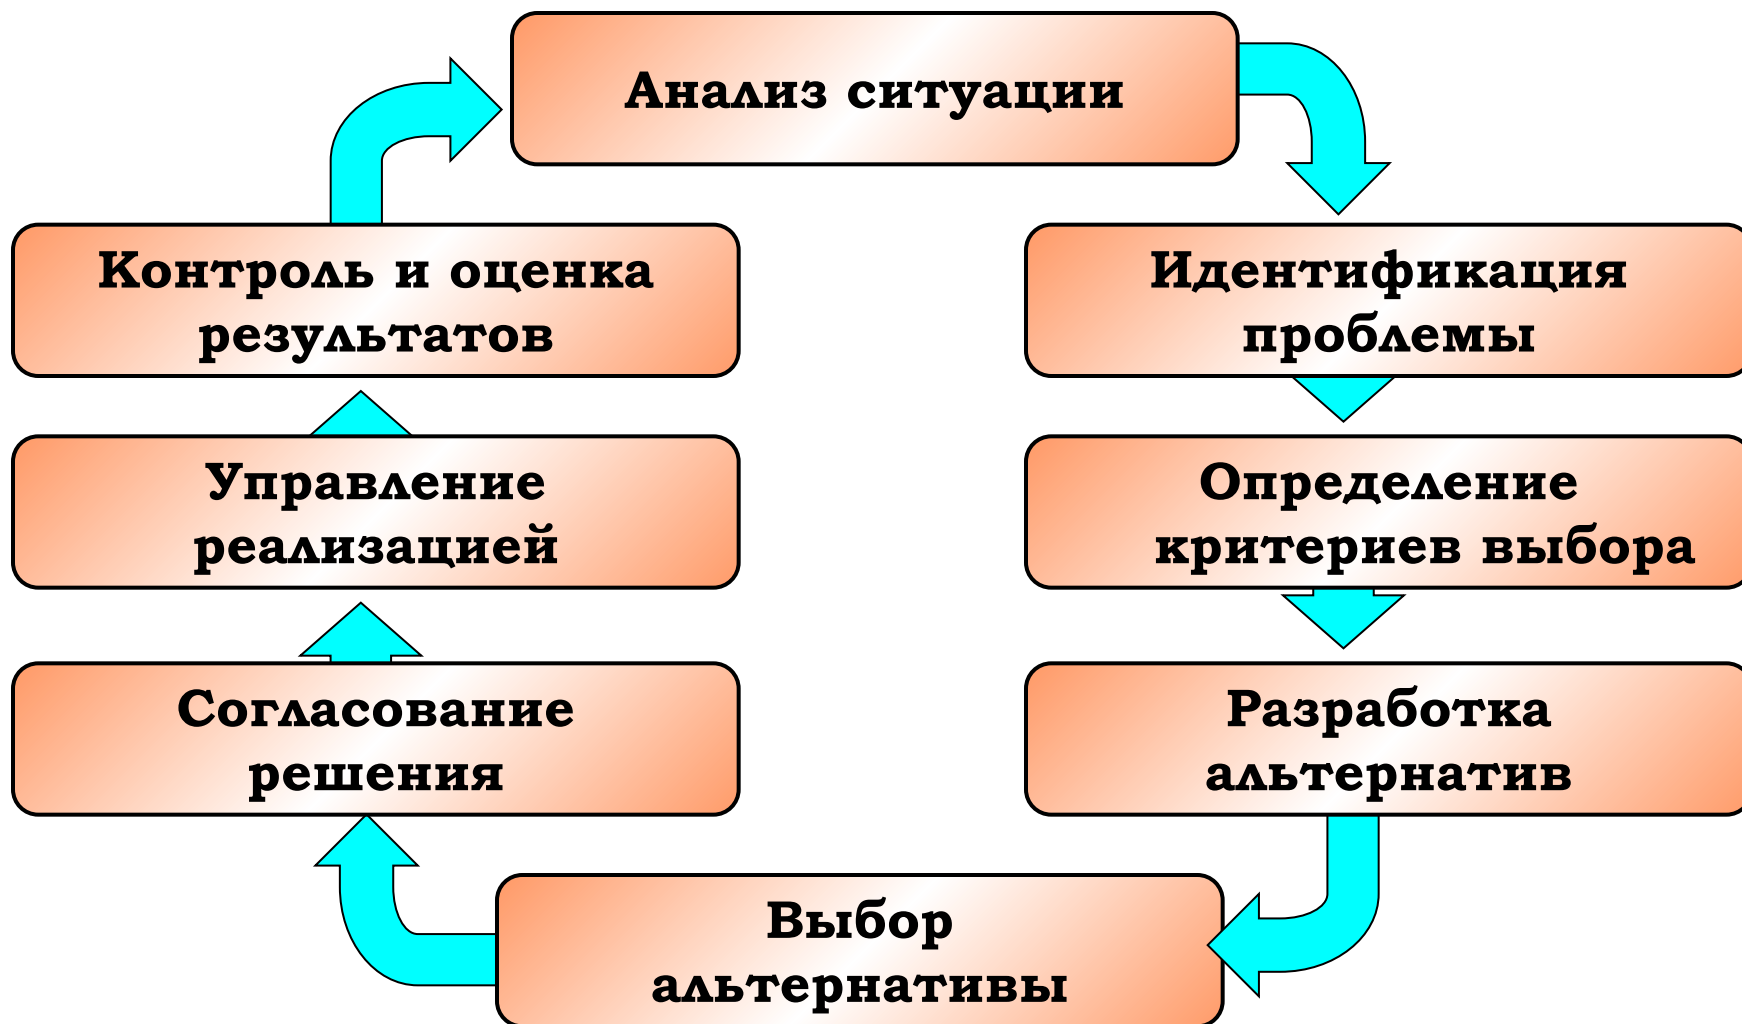 Анализ ситуации
Контроль и оценка
результатов
Идентификация
проблемы
Управление
реализацией
Определение
критериев выбора
Согласование
решения
Разработка
альтернатив
Выбор
альтернативы